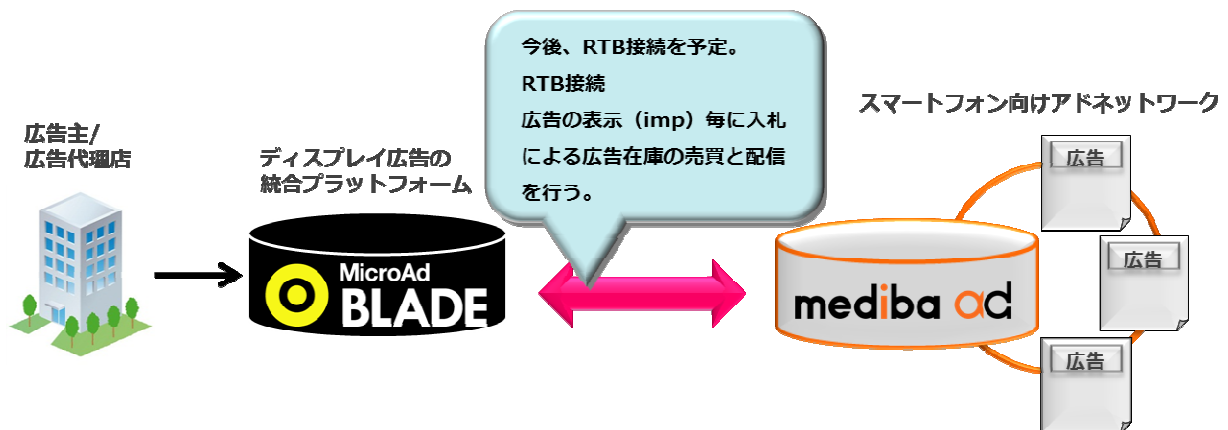 広告主/
広告代理店
ディスプレイ広告の
統合プラットフォーム
MicroAd
BLADE
今後、RTB接続を予定。
RTB接続
広告の表示（imp）毎に入札
による広告在庫の売買と配信
を行う。
スマートフォン向けアドネットワーク
mediba ad
広告
広告
広告